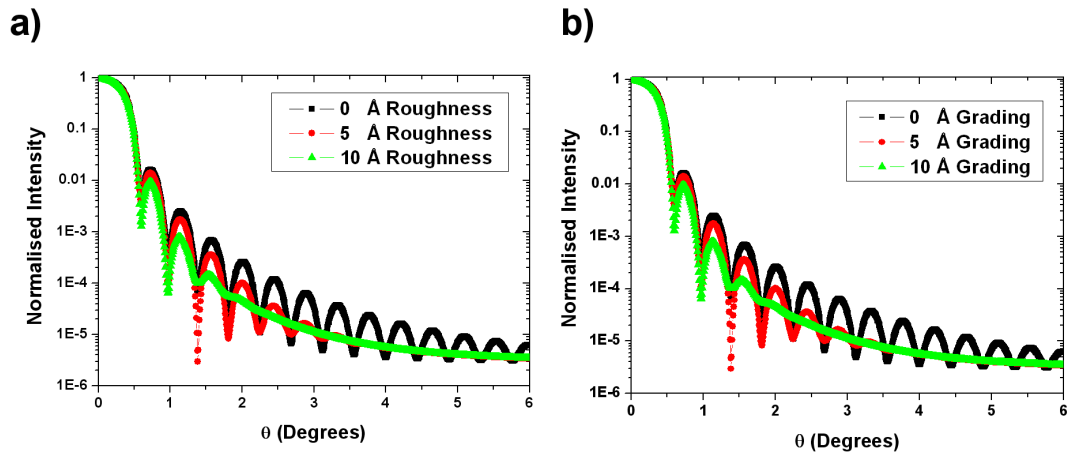 a)
Normalised Intensity
1
0.1
0.01
1E-3
1E-4
1E-5
1E-6
0 Å Roughness
5 Å Roughness
10 Å Roughness
0 1 2 3 4 5 6
θ (Degrees)
b)
Normalised Intensity
1
0.1
0.01
1E-3
1E-4
1E-5
1E-6
0 Å Grading
5 Å Grading
10 Å Grading
0 1 2 3 4 5 6
θ (Degrees)